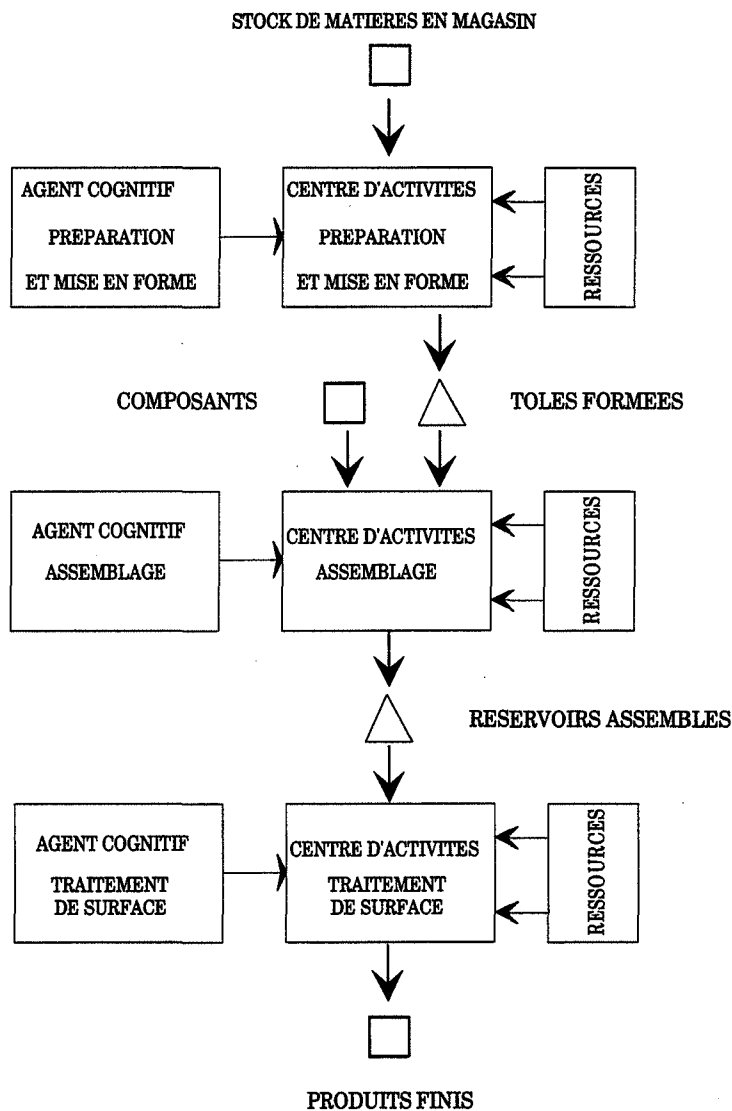 STOCK DE MATIERES EN MAGASIN
AGENT COGNITIF
PREPARATION
ET MISE EN FORME
CENTRE D'ACTIVITES
PREPARATION
ET MISE EN FORME
RESSOURCES
COMPOSANTS
TOLES FORMEES
AGENT COGNITIF
ASSEMBLAGE
CENTRE D'ACTIVITES
ASSEMBLAGE
RESSOURCES
RESERVOIRS ASSEMBLES
AGENT COGNITIF
TRAITEMENT
DE SURFACE
CENTRE D'ACTIVITES
TRAITEMENT
DE SURFACE
RESSOURCES
PRODUITS FINIS